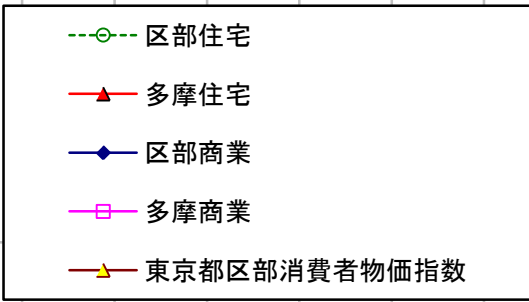 区部住宅
多摩住宅
区部商業
多摩商業
東京都区部消費者物価指数